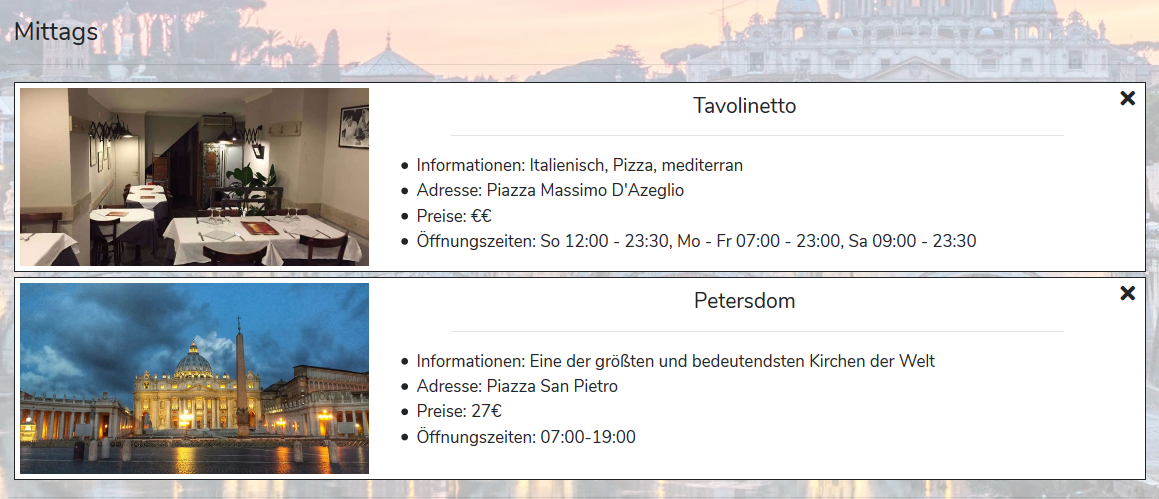 Mittags
Tavolinetto
Informationen: Italienisch, Pizza, mediterran
Adresse: Piazza Massimo D'Azeglio
Preise: €€
Öffnungszeiten: So 12:00 - 23:30, Mo - Fr 07:00 - 23:00, Sa 09:00 - 23:30
Petersdom
Informationen: Eine der größten und bedeutendsten Kirchen der Welt
Adresse: Piazza San Pietro
Preise: 27€
Öffnungszeiten: 07:00-19:00